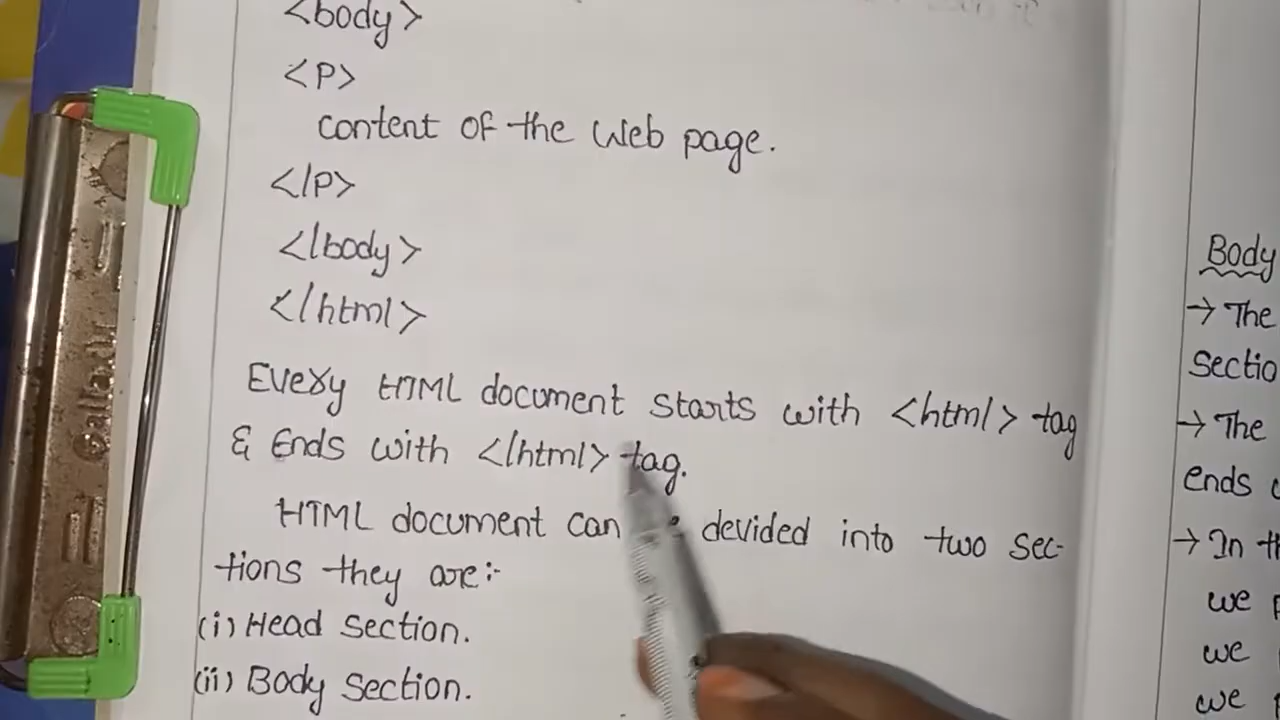 <body>
<P>
content of the Web page.
</P>
</body>
</html>
Every HTML document starts with <html> tag
& Ends with </html> tag.
HTML document can devided into two sec-
tions they are:-
(i) Head section.
(ii) Body section.
Body
→ The
sectio
→ The
ends
→ In
we
we
we